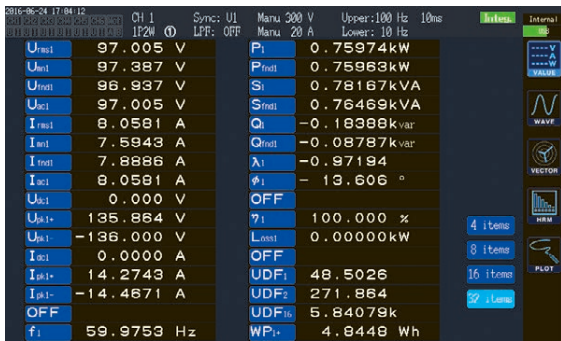 2016-06-24 17:04:12
CH 1 Sync: U1 Manu 300 V Upper:100 Hz 10ms Integ. Internal
1P2W ① LPF: OFF Manu 20 A Lower: 10 Hz
Urms1 97.005 V P1 0.75974kW
Umn1 97.387 V Pfnd1 0.75963kW
Ufnd1 96.937 V S1 0.78167kVA
Uac1 97.005 V Sfnd1 0.76469kVA
Irms1 8.0581 A Q1 -0.18388kvar
Imn1 7.5943 A Qfnd1 -0.08787kvar
Ifnd1 7.8886 A λ1 -0.97194
Iac1 8.0581 A φ1 - 13.606 °
Udc1 0.000 V OFF
Upk1+ 135.864 V η1 100.000 %
Upk1- -136.000 V Loss1 0.00000kW
Idc1 0.0000 A OFF
Ipk1+ 14.2743 A UDF1 48.5026
Ipk1- -14.4671 A UDF2 271.864
OFF UDF16 5.84079k
f1 59.9753 Hz WP1+ 4.8448 Wh
4 items
8 items
16 items
32 items
V
A
W
VALUE
WAVE
VECTOR
HRM
PLOT